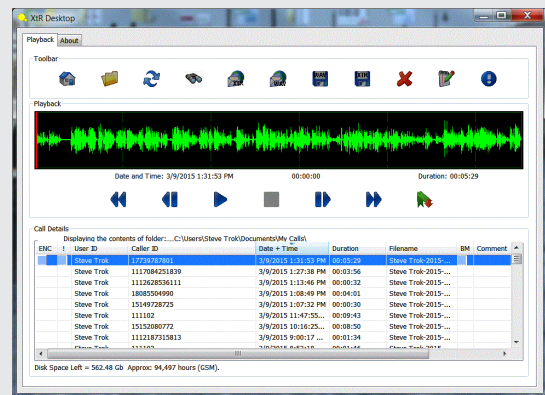 XtR Desktop
Playback About
Toolbar
XTR WAV WAV XTR
Playback
Date and Time: 3/9/2015 1:31:53 PM 00:00:00 Duration: 00:05:29
Call Details
Displaying the contents of folder:....C:\Users\Steve Trok\Documents\My Calls\
ENC ! User ID Caller ID Date + Time Duration Filename BM Comment
Steve Trok 17739787801 3/9/2015 1:31:53 PM 00:05:29 Steve Trok-2015-...
Steve Trok 1117084251839 3/9/2015 1:27:38 PM 00:03:56 Steve Trok-2015-...
Steve Trok 1112628536111 3/9/2015 1:13:46 PM 00:00:32 Steve Trok-2015-...
Steve Trok 18085504990 3/9/2015 1:08:49 PM 00:04:01 Steve Trok-2015-...
Steve Trok 15149728725 3/9/2015 1:07:32 PM 00:00:30 Steve Trok-2015-...
Steve Trok 111102 3/9/2015 11:47:55... 00:09:43 Steve Trok-2015-...
Steve Trok 15152080772 3/9/2015 10:16:25... 00:08:50 Steve Trok-2015-...
Steve Trok 1112187315813 3/9/2015 9:00:17 ... 00:01:34 Steve Trok-2015-...
Steve Trok
Disk Space Left = 562.48 Gb Approx: 94,497 hours (GSM).